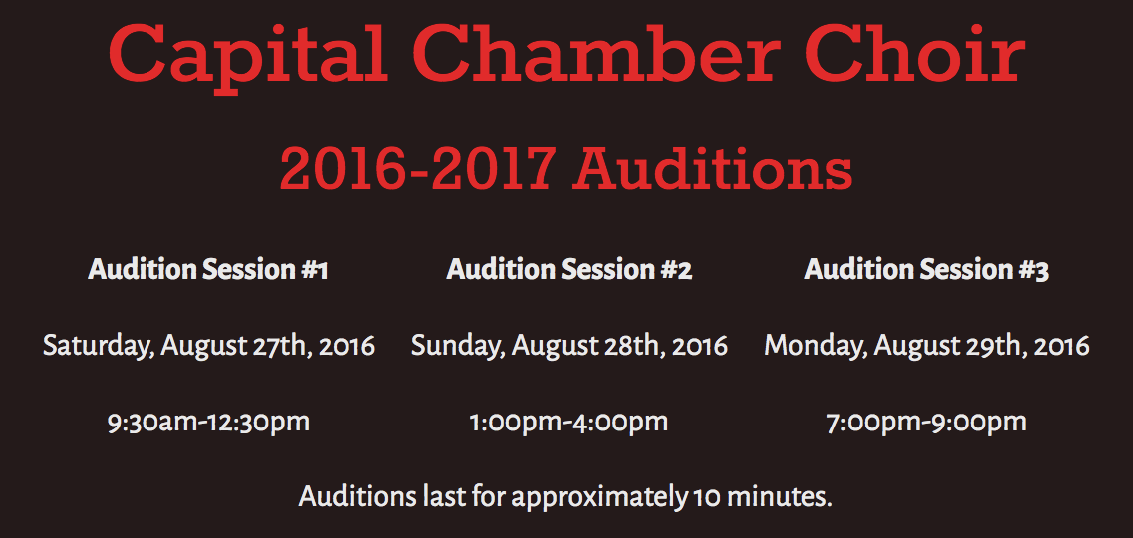 Capital Chamber Choir
2016-2017 Auditions
Audition Session #1
Saturday, August 27th, 2016
9:30am-12:30pm
Audition Session #2
Sunday, August 28th, 2016
1:00pm-4:00pm
Audition Session #3
Monday, August 29th, 2016
7:00pm-9:00pm
Auditions last for approximately 10 minutes.